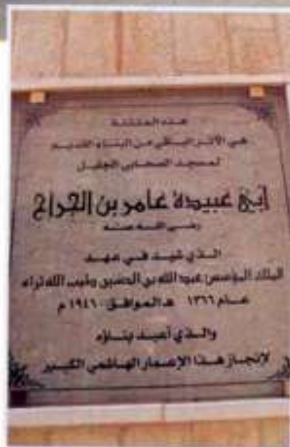 هذه المئذنة
هي الأثر الباقي من البناء القديم
لمسجد الصحابي الجليل
أبي عبيدة عامر بن الجراح
رضي الله عنه
الذي شيد في عهد
الملك المؤسس عبدالله بن الحسين طيب الله ثراه
عام ١٣٦٦ هـ الموافق ١٩٤٦ م
والذي أعيد بناؤه
لإنجاز هذا الإعمار الهاشمي الكبير